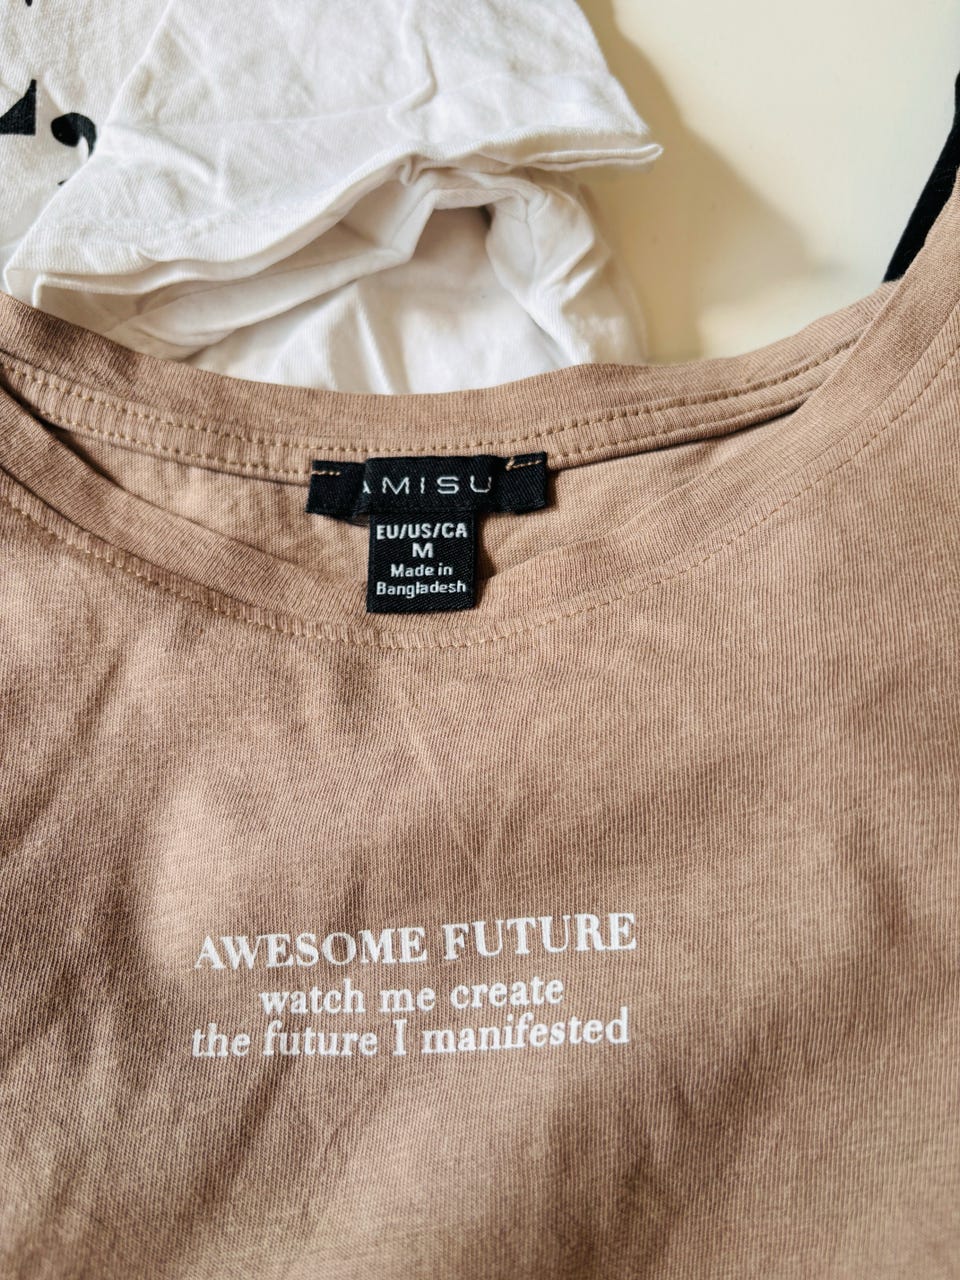 AMISU
EU/US/CA
M
Made in
Bangladesh
AWESOME FUTURE
watch me create
the future I manifested